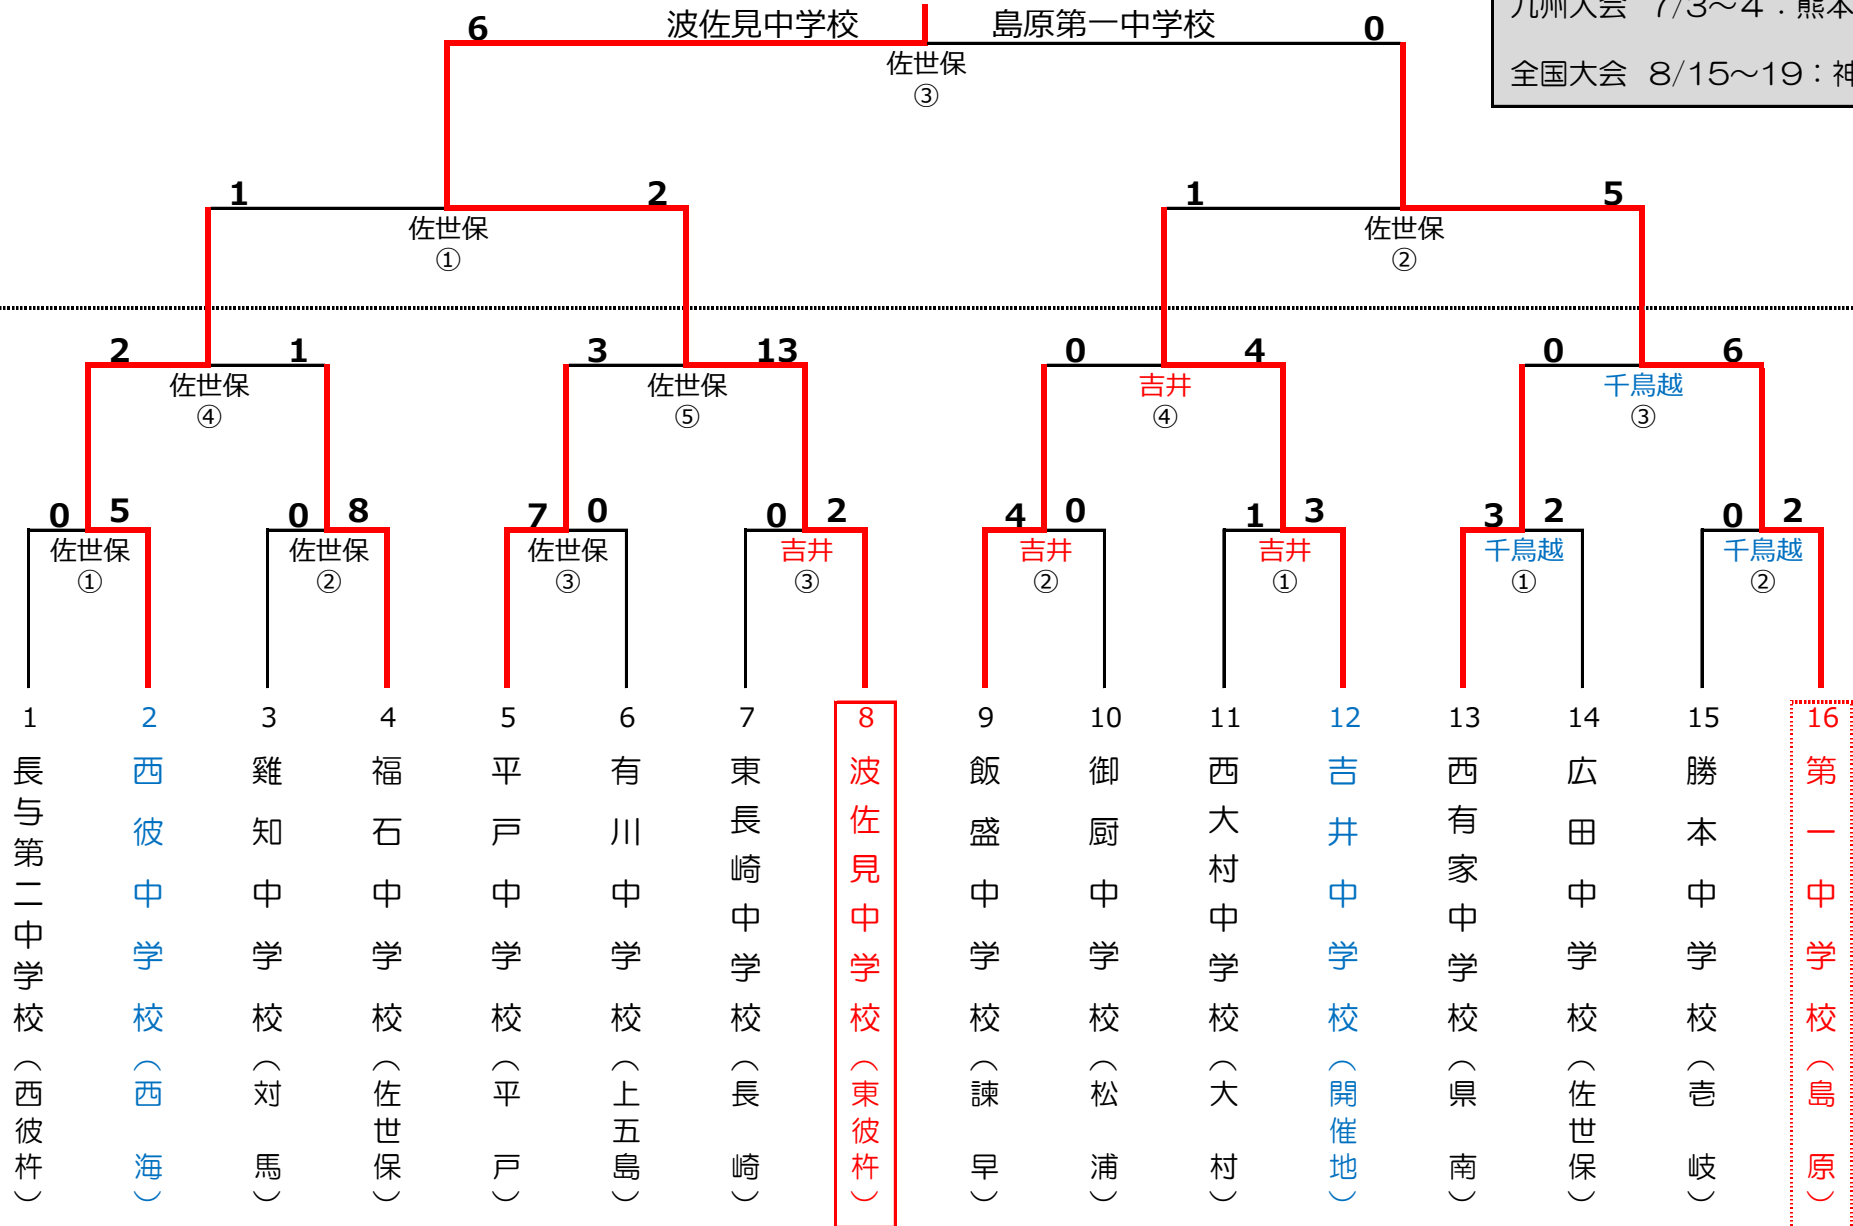 九州大会 7/3～4：熊本
全国大会 8/15～19：神
6 波佐見中学校 島原第一中学校 0
佐世保
③
1 2 1 5
佐世保 佐世保
① ②
2 1 3 13 0 4 0 6
佐世保 佐世保 吉井 千鳥越
④ ⑤ ④ ③
0 5 0 8 7 0 0 2 4 0 1 3 3 2 0 2
佐世保 佐世保 佐世保 吉井 吉井 吉井 千鳥越 千鳥越
① ② ③ ③ ② ① ① ②
1 2 3 4 5 6 7 8 9 10 11 12 13 14 15 16
長与第二中学校（西彼杵）
西彼中学校（西海）
雞知中学校（対馬）
福石中学校（佐世保）
平戸中学校（平戸）
有川中学校（上五島）
東長崎中学校（長崎）
波佐見中学校（東彼杵）
飯盛中学校（諫早）
御厨中学校（松浦）
西大村中学校（大村）
吉井中学校（開催地）
西有家中学校（県南）
広田中学校（佐世保）
勝本中学校（壱岐）
第一中学校（島原）